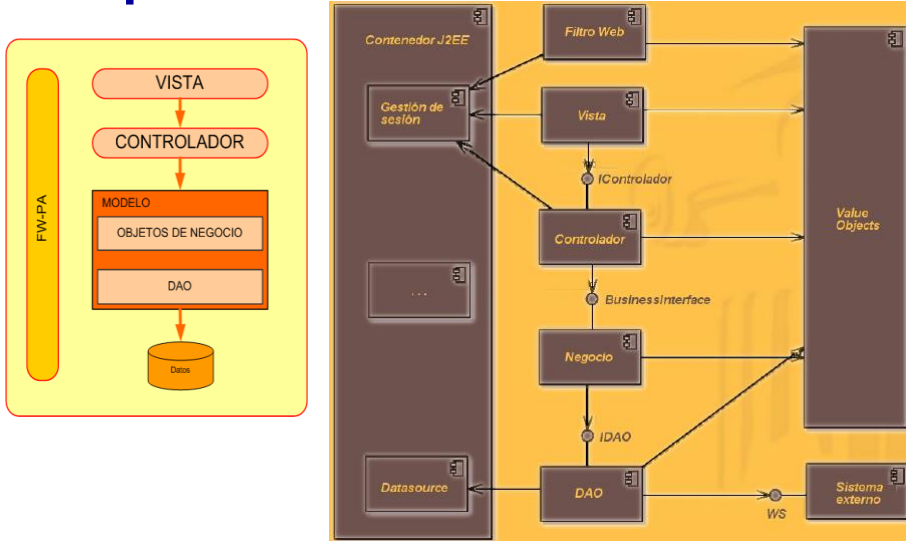 FW-PA
VISTA
CONTROLADOR
MODELO
OBJETOS DE NEGOCIO
DAO
Datos
Contenedor J2EE
Gestión de
sesión
. . .
Datasource
Filtro Web
Vista
IControlador
Controlador
BusinessInterface
Negocio
IDAO
DAO
WS
Value
Objects
Sistema
externo